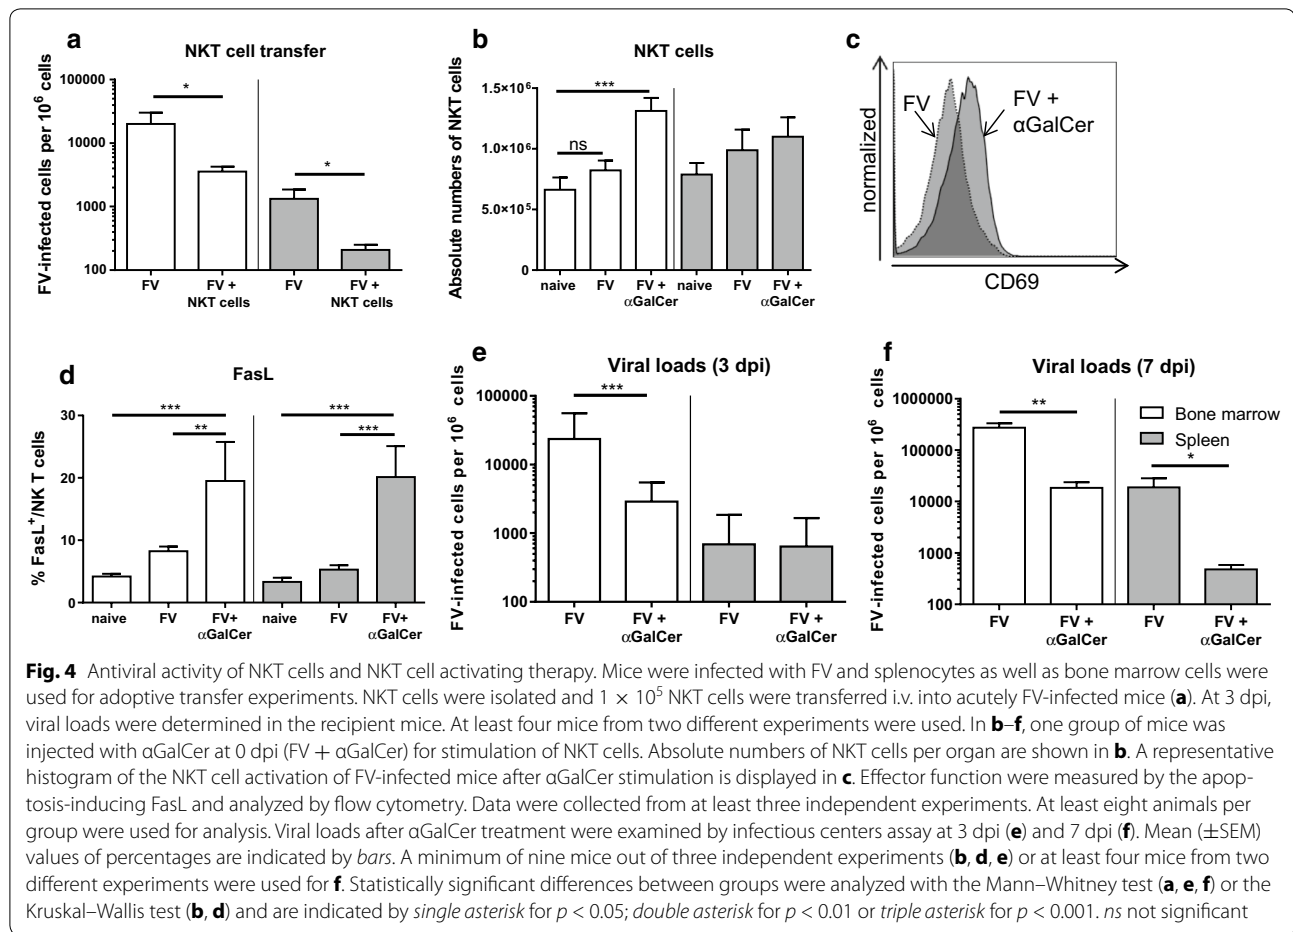 a
NKT cell transfer
FV-infected cells per 10⁶ cells
100000
10000
1000
100
*
*
FV
FV +
NKT cells
FV
FV +
NKT cells
b
NKT cells
Absolute numbers of NKT cells
1.5×10⁶
1.0×10⁶
5.0×10⁵
0
***
ns
naive
FV
FV +
αGalCer
naive
FV
FV +
αGalCer
c
normalized
FV
FV +
αGalCer
CD69
d
FasL
% FasL⁺/NK T cells
30
20
10
0
***
**
***
***
naive
FV
FV+
αGalCer
naive
FV
FV+
αGalCer
e
Viral loads (3 dpi)
FV-infected cells per 10⁶ cells
100000
10000
1000
100
***
FV
FV +
αGalCer
FV
FV +
αGalCer
f
Viral loads (7 dpi)
FV-infected cells per 10⁶ cells
1000000
100000
10000
1000
100
**
*
Bone marrow
Spleen
FV
FV +
αGalCer
FV
FV +
αGalCer
Fig. 4 Antiviral activity of NKT cells and NKT cell activating therapy. Mice were infected with FV and splenocytes as well as bone marrow cells were
used for adoptive transfer experiments. NKT cells were isolated and 1 × 10⁵ NKT cells were transferred i.v. into acutely FV-infected mice (a). At 3 dpi,
viral loads were determined in the recipient mice. At least four mice from two different experiments were used. In b–f, one group of mice was
injected with αGalCer at 0 dpi (FV + αGalCer) for stimulation of NKT cells. Absolute numbers of NKT cells per organ are shown in b. A representative
histogram of the NKT cell activation of FV-infected mice after αGalCer stimulation is displayed in c. Effector function were measured by the apop-
tosis-inducing FasL and analyzed by flow cytometry. Data were collected from at least three independent experiments. At least eight animals per
group were used for analysis. Viral loads after αGalCer treatment were examined by infectious centers assay at 3 dpi (e) and 7 dpi (f). Mean (±SEM)
values of percentages are indicated by bars. A minimum of nine mice out of three independent experiments (b, d, e) or at least four mice from two
different experiments were used for f. Statistically significant differences between groups were analyzed with the Mann–Whitney test (a, e, f) or the
Kruskal–Wallis test (b, d) and are indicated by single asterisk for p < 0.05; double asterisk for p < 0.01 or triple asterisk for p < 0.001. ns not significant